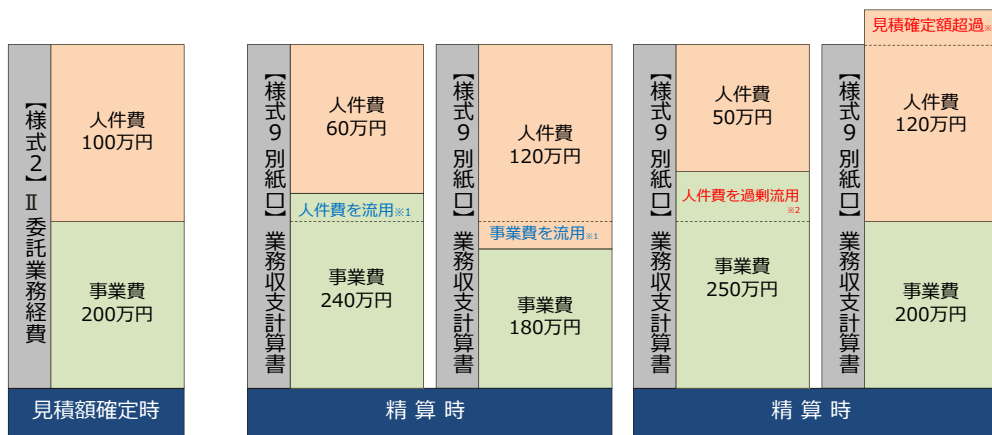 【様式２】Ⅱ委託業務経費
人件費
100万円
事業費
200万円
見積額確定時
【様式９別紙ロ】業務収支計算書
人件費
60万円
人件費を流用※1
事業費
240万円
【様式９別紙ロ】業務収支計算書
人件費
120万円
事業費を流用※1
事業費
180万円
精算時
【様式９別紙ロ】業務収支計算書
人件費
50万円
人件費を過剰流用
※2
事業費
250万円
【様式９別紙ロ】業務収支計算書
見積確定額超過※
人件費
120万円
事業費
200万円
精算時